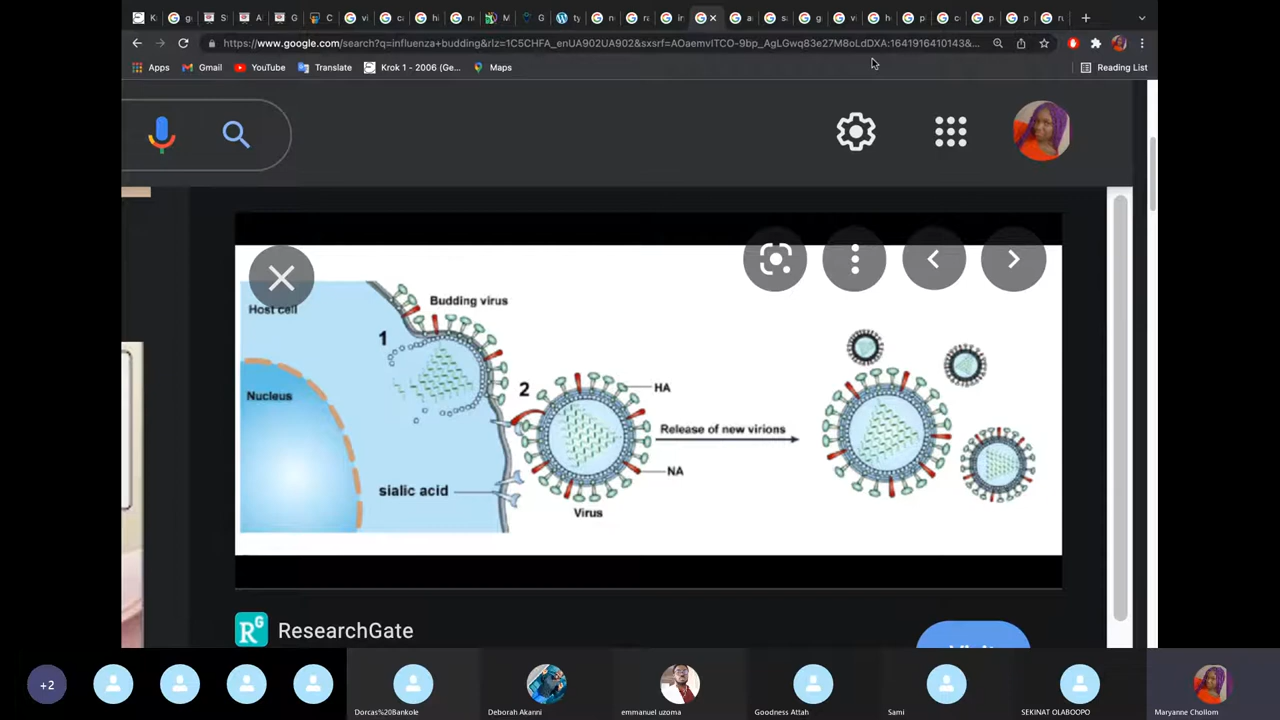 https://www.google.com/search?q=influenza+budding&rlz=1C5CHFA_enUA902UA902&sxsrf=AOaemvITCO-9bp_AgLGwq83e27M8oLdDXA:1641916410143&...
Apps
Gmail
YouTube
Translate
Krok 1 - 2006 (Ge...
Maps
Reading List
Budding virus
Host cell
1
Nucleus
2
HA
Release of new virions
NA
sialic acid
Virus
RG
ResearchGate
+2
Dorcas%20Bankole
Deborah Akanni
emmanuel uzoma
Goodness Attah
Sami
SEKINAT OLABOOPO
Maryanne Chollom